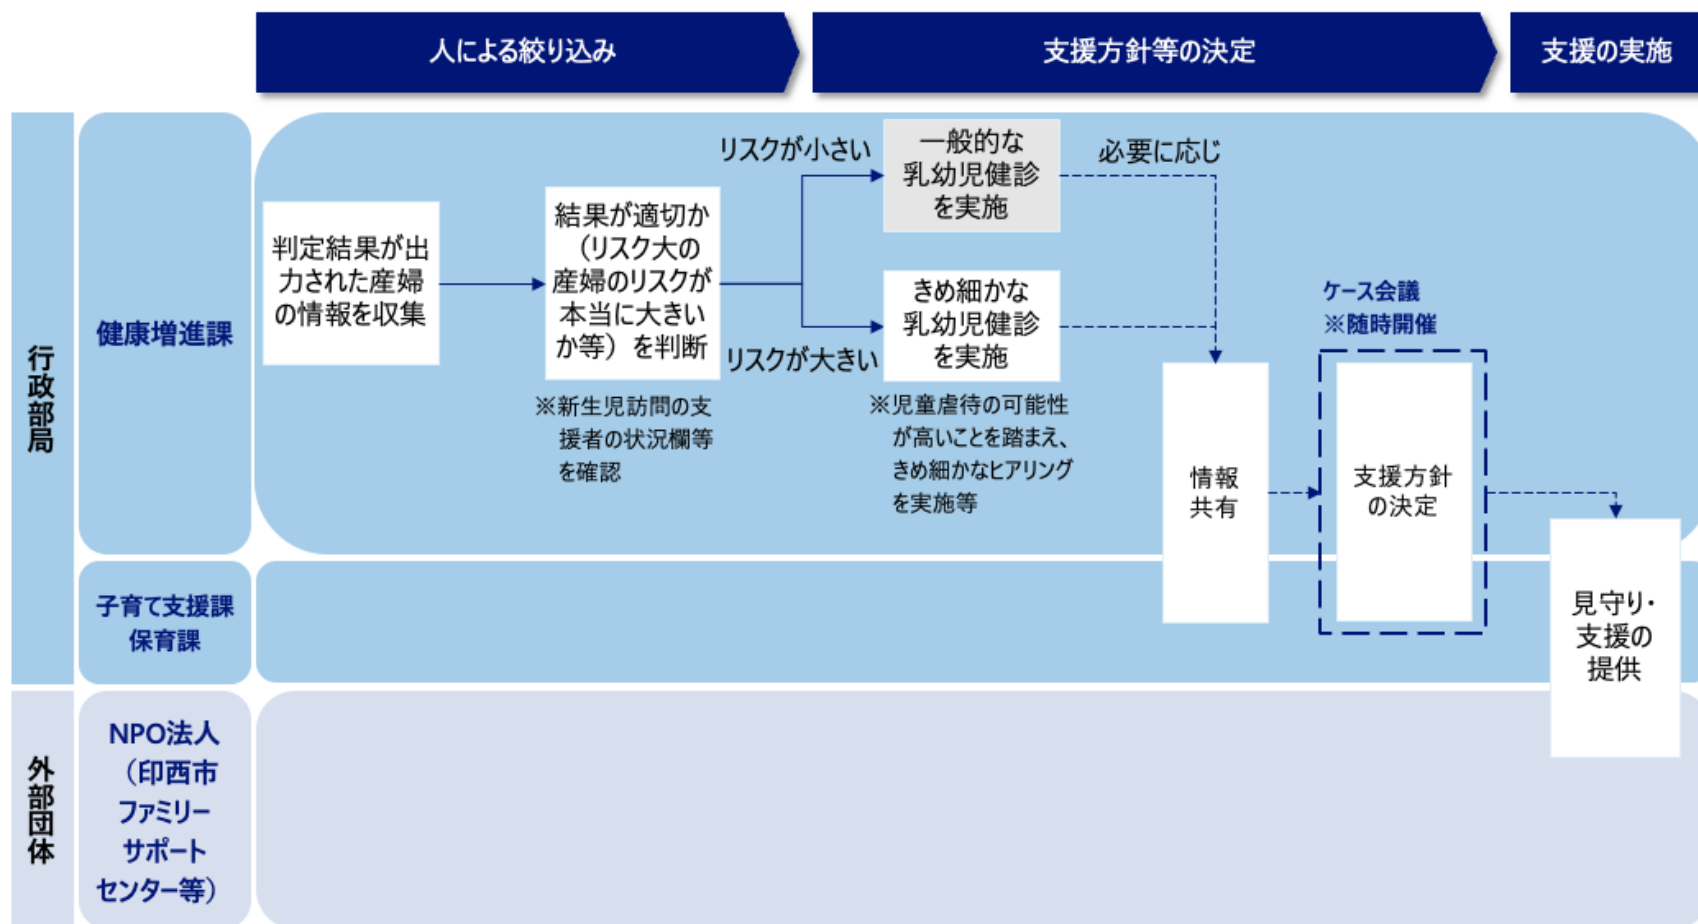 人による絞り込み
支援方針等の決定
支援の実施
行政部局
健康増進課
判定結果が出
力された産婦
の情報を収集
結果が適切か
（リスク大の
産婦のリスクが
本当に大きい
か等）を判断
※新生児訪問の支
援者の状況欄等
を確認
リスクが小さい
一般的な
乳幼児健診
を実施
必要に応じ
リスクが大きい
きめ細かな
乳幼児健診
を実施
※児童虐待の可能性
が高いことを踏まえ、
きめ細かなヒアリング
を実施等
情報
共有
ケース会議
※随時開催
支援方針
の決定
見守り・
支援の
提供
子育て支援課
保育課
外部団体
NPO法人
（印西市
ファミリー
サポート
センター等）